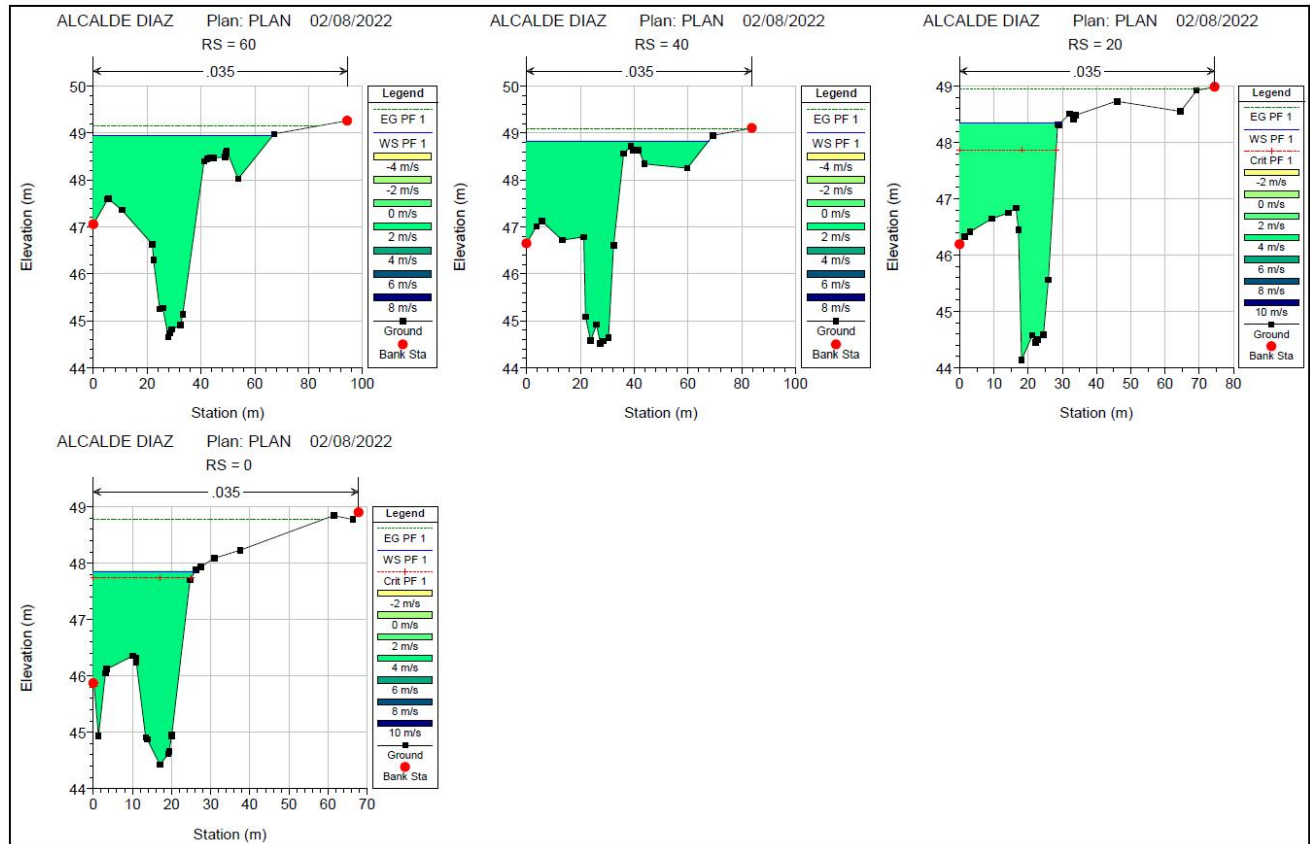 ALCALDE DIAZ Plan: PLAN 02/08/2022
RS = 60
.035
50
49
48
47
46
45
44
Elevation (m)
0 20 40 60 80 100
Station (m)
Legend
EG PF 1
WS PF 1
-4 m/s
-2 m/s
0 m/s
2 m/s
4 m/s
6 m/s
8 m/s
Ground
Bank Sta
ALCALDE DIAZ Plan: PLAN 02/08/2022
RS = 40
.035
50
49
48
47
46
45
44
Elevation (m)
0 20 40 60 80 100
Station (m)
Legend
EG PF 1
WS PF 1
-4 m/s
-2 m/s
0 m/s
2 m/s
4 m/s
6 m/s
8 m/s
Ground
Bank Sta
ALCALDE DIAZ Plan: PLAN 02/08/2022
RS = 20
.035
49
48
47
46
45
44
Elevation (m)
0 10 20 30 40 50 60 70 80
Station (m)
Legend
EG PF 1
WS PF 1
Crit PF 1
-2 m/s
0 m/s
2 m/s
4 m/s
6 m/s
8 m/s
10 m/s
Ground
Bank Sta
ALCALDE DIAZ Plan: PLAN 02/08/2022
RS = 0
.035
49
48
47
46
45
44
Elevation (m)
0 10 20 30 40 50 60 70
Station (m)
Legend
EG PF 1
WS PF 1
Crit PF 1
-2 m/s
0 m/s
2 m/s
4 m/s
6 m/s
8 m/s
10 m/s
Ground
Bank Sta